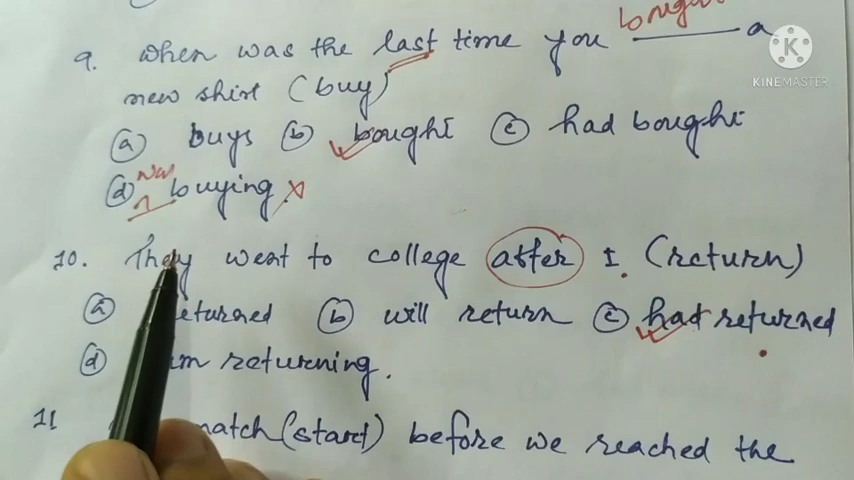 bought
9. When was the last time you ______ a
new shirt (buy)
(a) buys (b) bought (c) had bought
(d) buying
10. They went to college after I (return)
(a) returned (b) will return (c) had returned
(d) am returning.
11 match (start) before we reached the
K
KINEMASTER